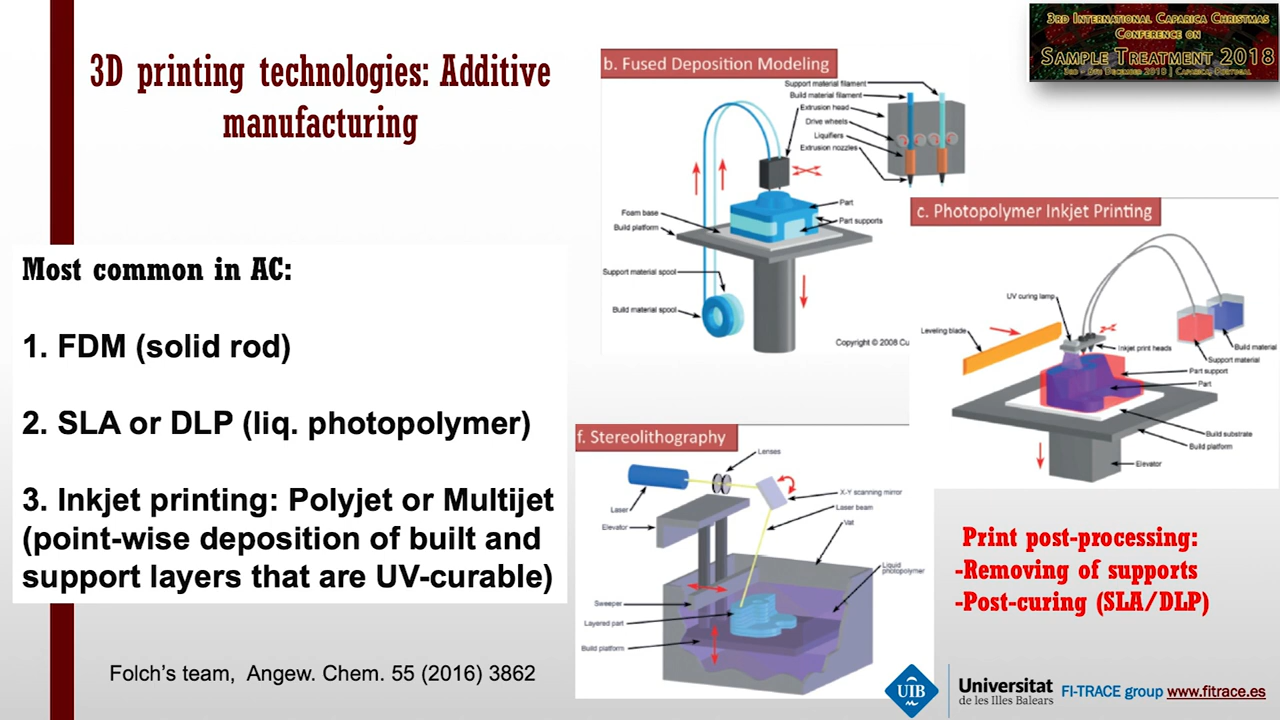 3D printing technologies: Additive
manufacturing
3RD INTERNATIONAL CAPARICA CHRISTMAS
CONFERENCE ON
SAMPLE TREATMENT 2018
3RD - 6TH DECEMBER 2018 | CAPARICA - PORTUGAL
Most common in AC:
1. FDM (solid rod)
2. SLA or DLP (liq. photopolymer)
3. Inkjet printing: Polyjet or Multijet
(point-wise deposition of built and
support layers that are UV-curable)
Folch's team, Angew. Chem. 55 (2016) 3862
b. Fused Deposition Modeling
Support material filament
Build material filament
Extrusion head
Drive wheels
Liquifiers
Extrusion nozzles
Part
Foam base
Part supports
Build platform
Support material spool
Build material spool
Copyright © 2008 Cu
c. Photopolymer Inkjet Printing
UV curing lamp
Leveling blade
Inkjet print heads
Build material
Support material
Part support
Part
Build substrate
Build platform
Elevator
f. Stereolithography
Lenses
X-Y scanning mirror
Laser
Laser beam
Elevator
Vat
Liquid
photopolymer
Sweeper
Layered part
Build platform
Print post-processing:
-Removing of supports
-Post-curing (SLA/DLP)
UIB
Universitat
de les Illes Balears
FI-TRACE group www.fitrace.es